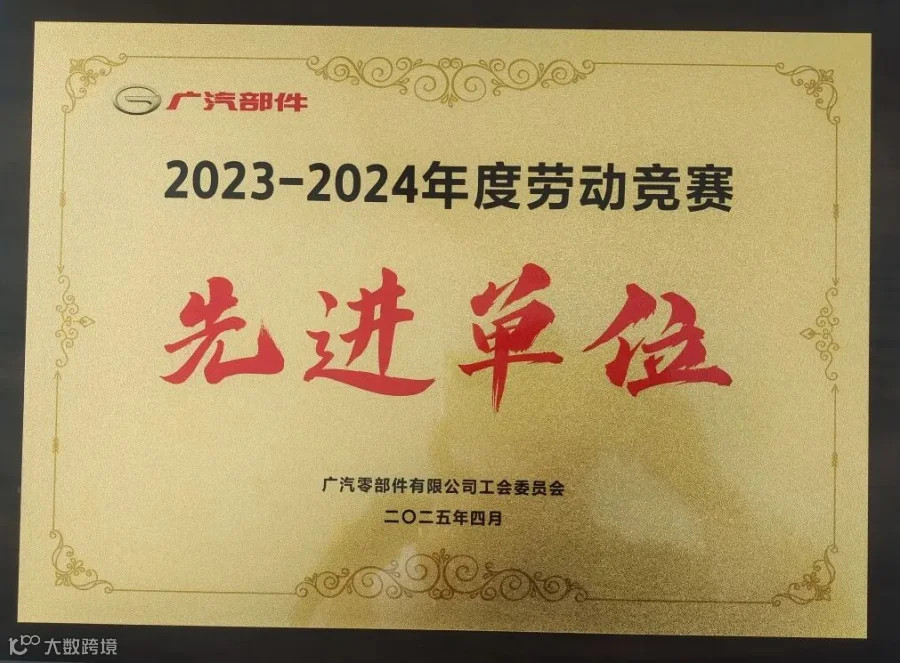 广汽部件
2023-2024年度劳动竞赛
先进单位
广汽零部件有限公司工会委员会
二〇二五年四月
大数跨境